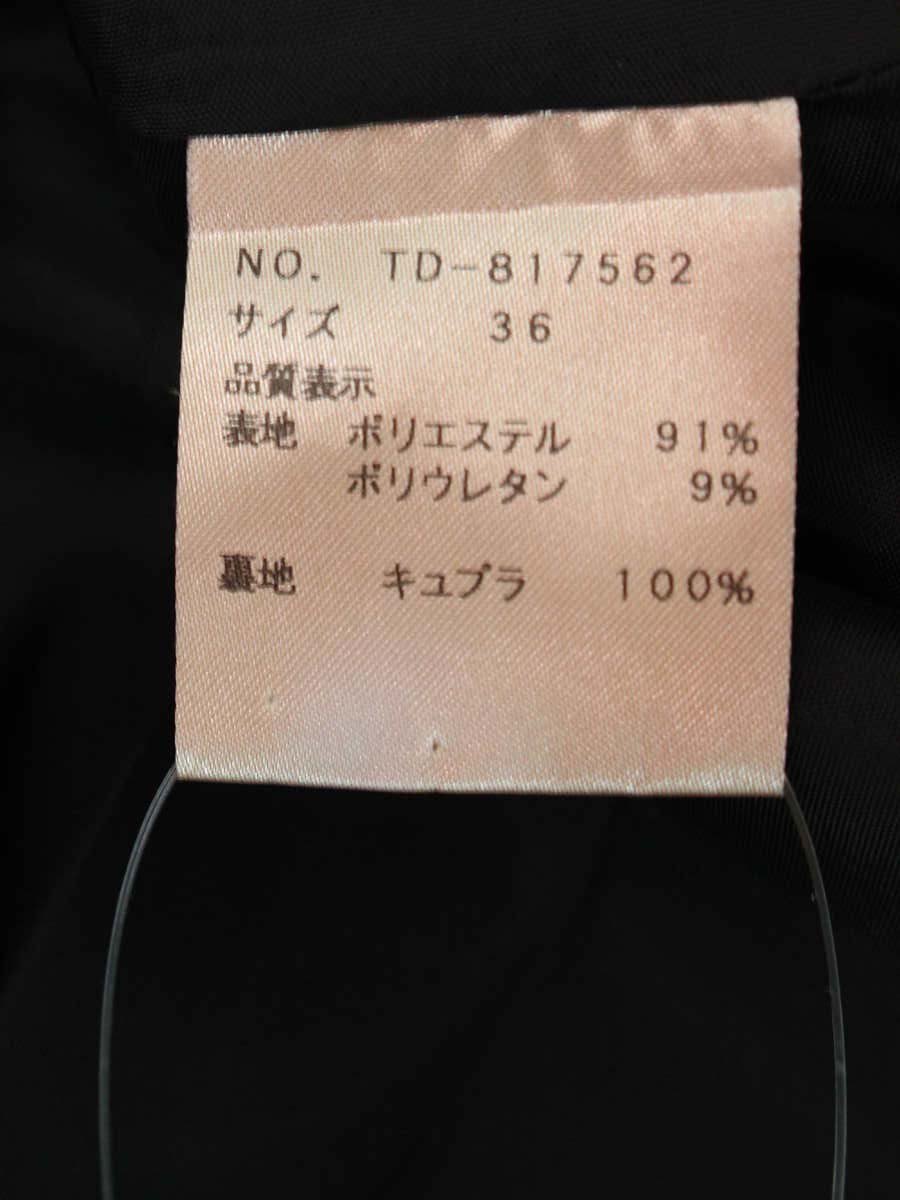 NO. TD-817562
サイズ 36
品質表示
表地 ポリエステル 91%
ポリウレタン 9%
裏地 キュプラ 100%